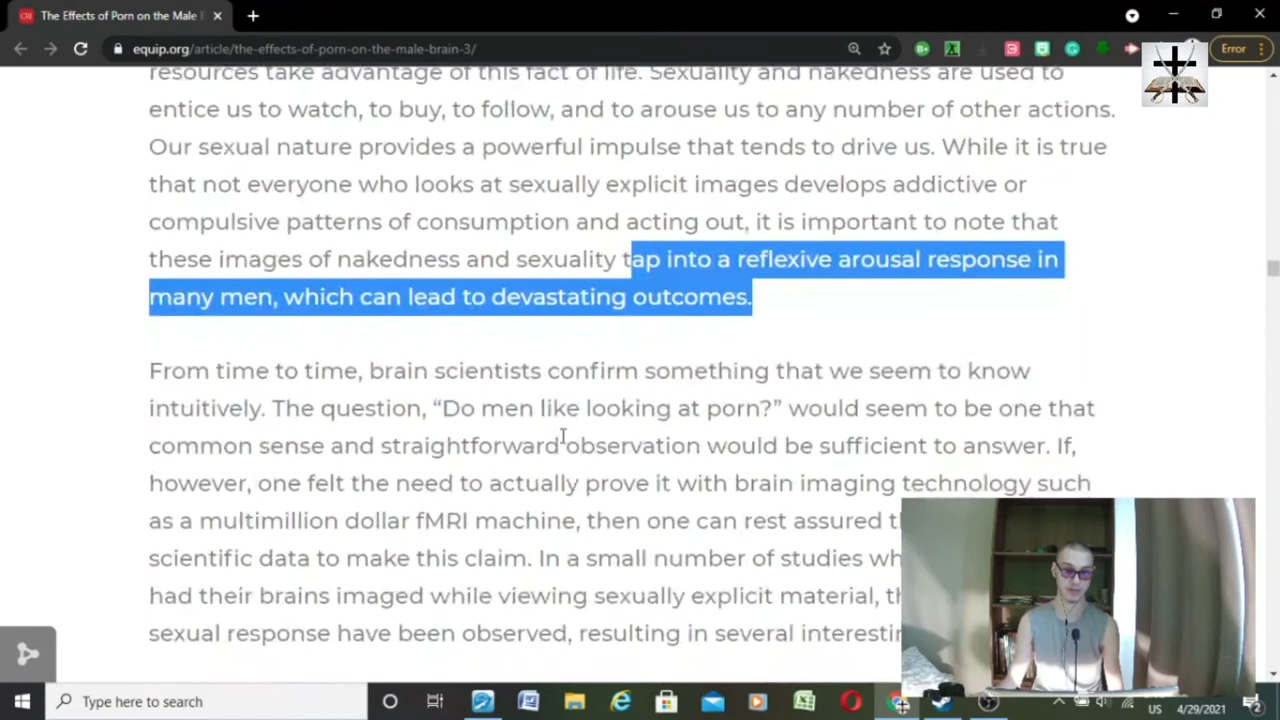 The Effects of Porn on the Male
equip.org/article/the-effects-of-porn-on-the-male-brain-3/
Error
resources take advantage of this fact of life. Sexuality and nakedness are used to
entice us to watch, to buy, to follow, and to arouse us to any number of other actions.
Our sexual nature provides a powerful impulse that tends to drive us. While it is true
that not everyone who looks at sexually explicit images develops addictive or
compulsive patterns of consumption and acting out, it is important to note that
these images of nakedness and sexuality tap into a reflexive arousal response in
many men, which can lead to devastating outcomes.
From time to time, brain scientists confirm something that we seem to know
intuitively. The question, “Do men like looking at porn?” would seem to be one that
common sense and straightforward observation would be sufficient to answer. If,
however, one felt the need to actually prove it with brain imaging technology such
as a multimillion dollar fMRI machine, then one can rest assured
scientific data to make this claim. In a small number of studies
had their brains imaged while viewing sexually explicit material,
sexual response have been observed, resulting in several
Type here to search
US
4/29/2021
2